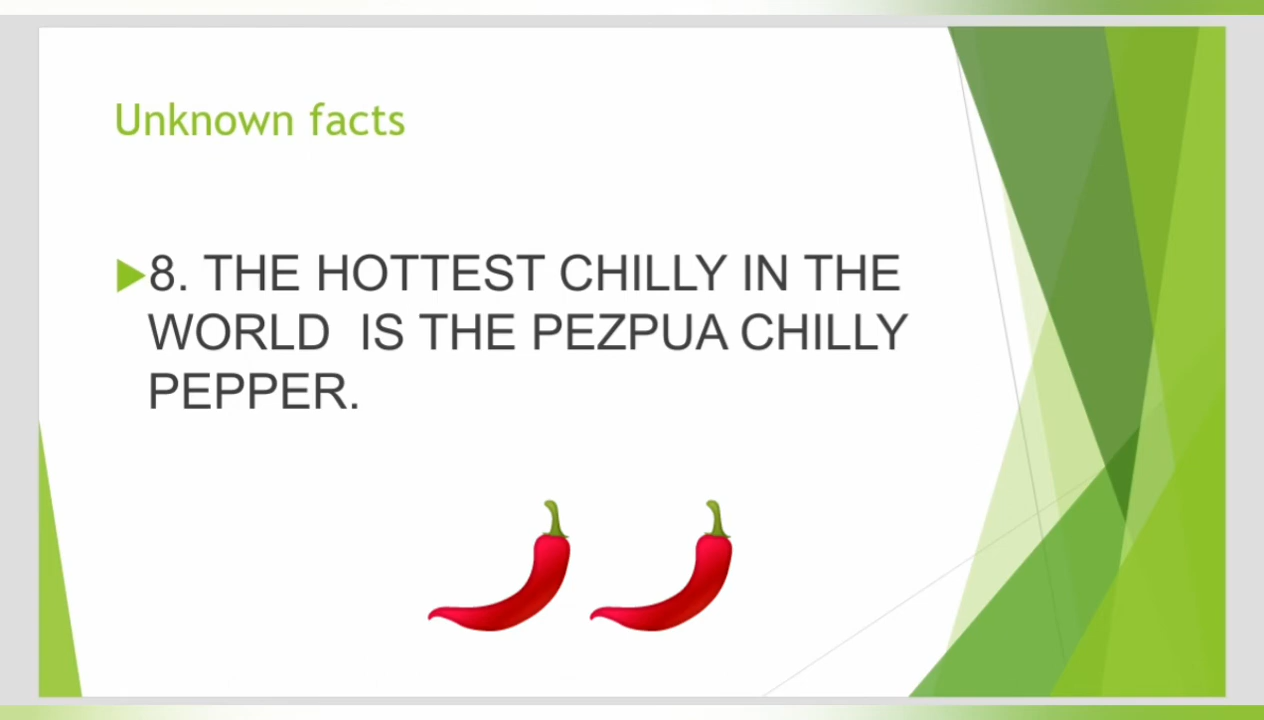 Unknown facts
8. THE HOTTEST CHILLY IN THE
WORLD IS THE PEZPUA CHILLY
PEPPER.